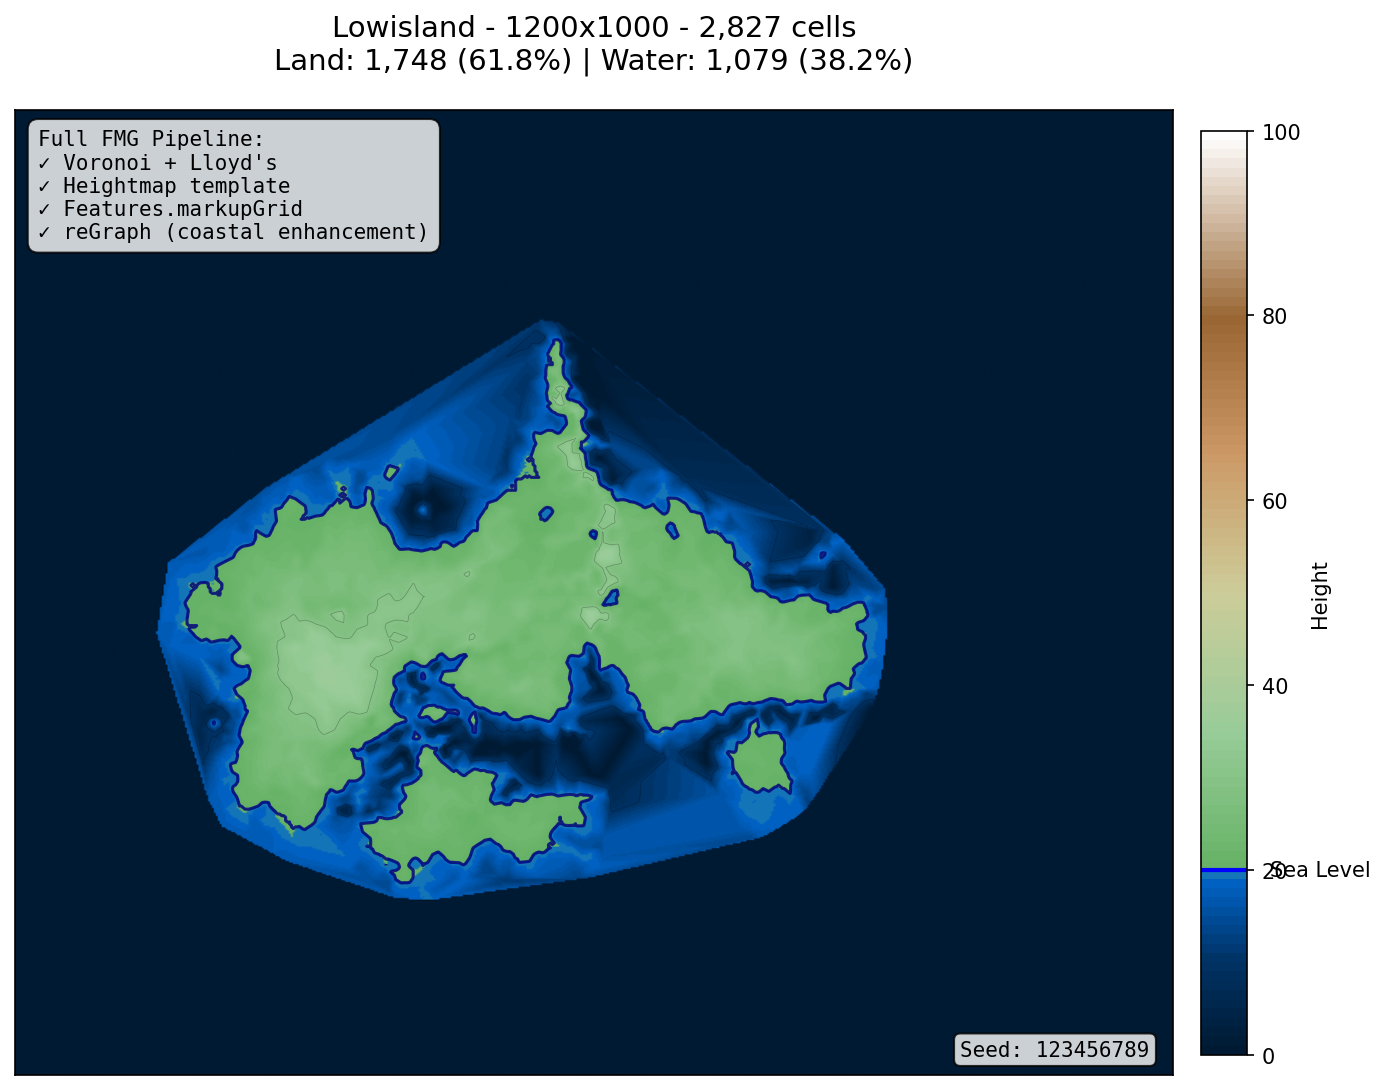 Lowisland - 1200x1000 - 2,827 cells
Land: 1,748 (61.8%) | Water: 1,079 (38.2%)
Full FMG Pipeline:
✓ Voronoi + Lloyd's
✓ Heightmap template
✓ Features.markupGrid
✓ reGraph (coastal enhancement)
100
80
60
40
20
Sea Level
0
Height
Seed: 123456789